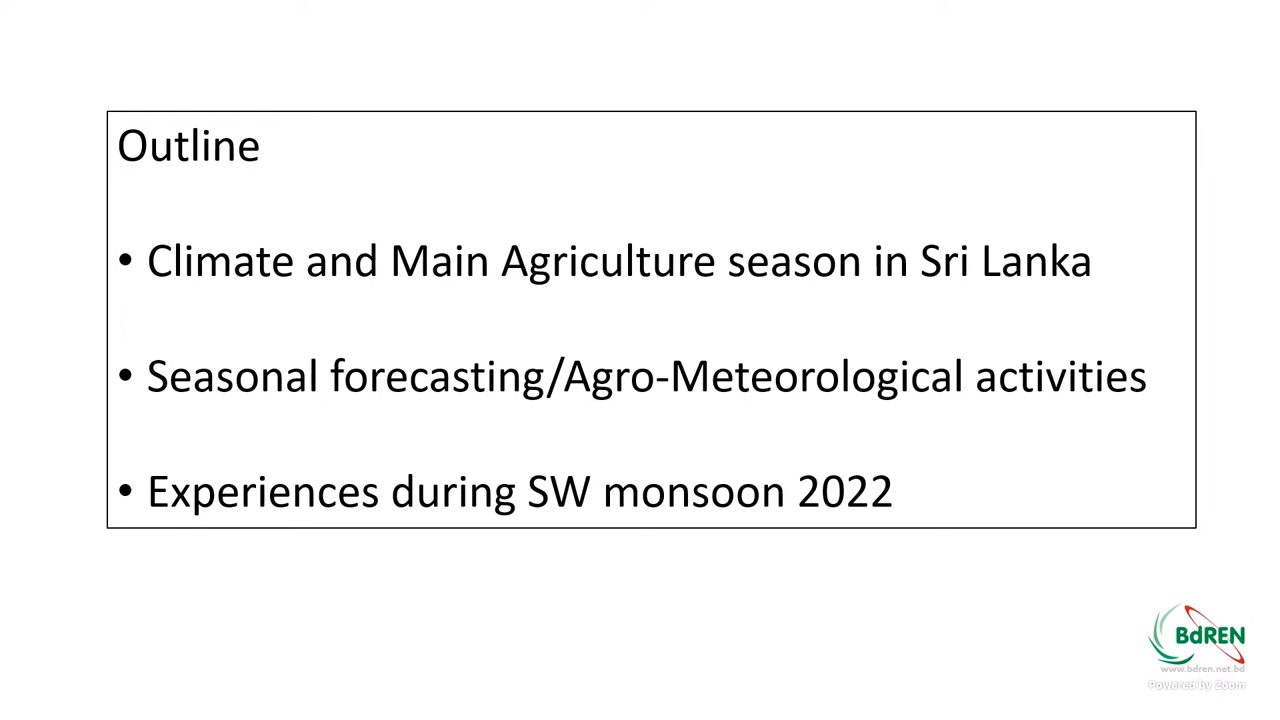 Outline
• Climate and Main Agriculture season in Sri Lanka
• Seasonal forecasting/Agro-Meteorological activities
• Experiences during SW monsoon 2022
BdREN
www.bdren.net.bd
Powered by Zoom